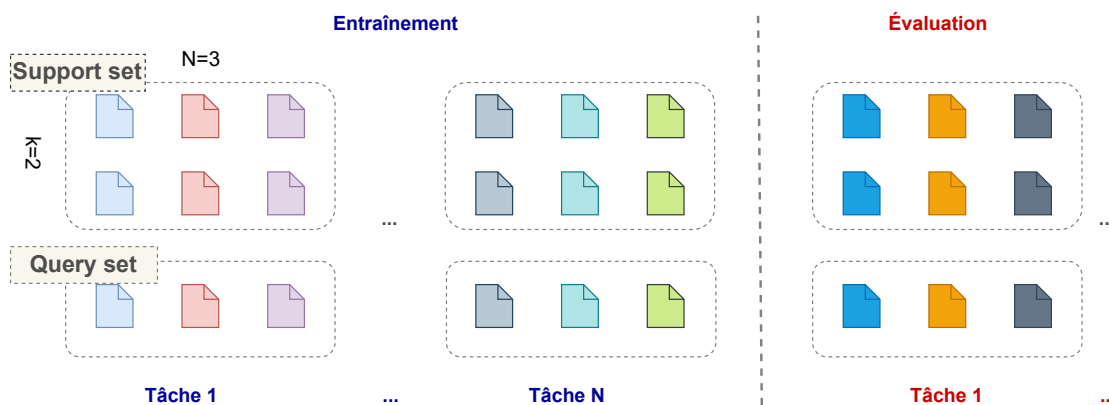 Entraînement
Évaluation
N=3
Support set
k=2
...
...
Query set
Tâche 1
...
Tâche N
Tâche 1
...